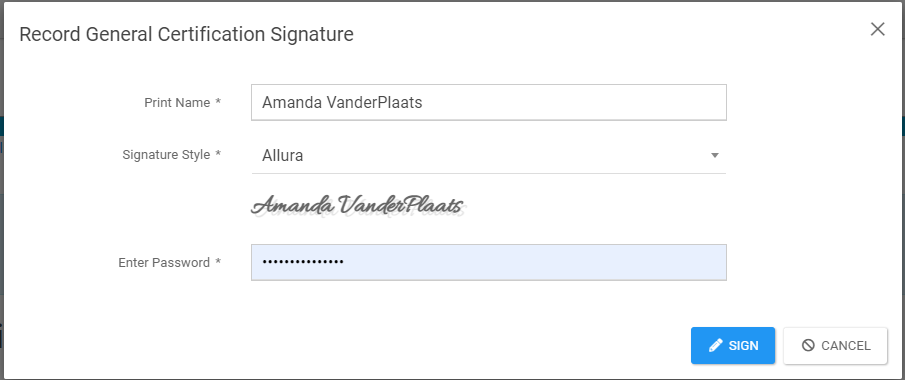 Record General Certification Signature
Print Name *
Amanda VanderPlaats
Signature Style *
Allura
Amanda VanderPlaats
Enter Password *
•••••••••••••••
SIGN
CANCEL